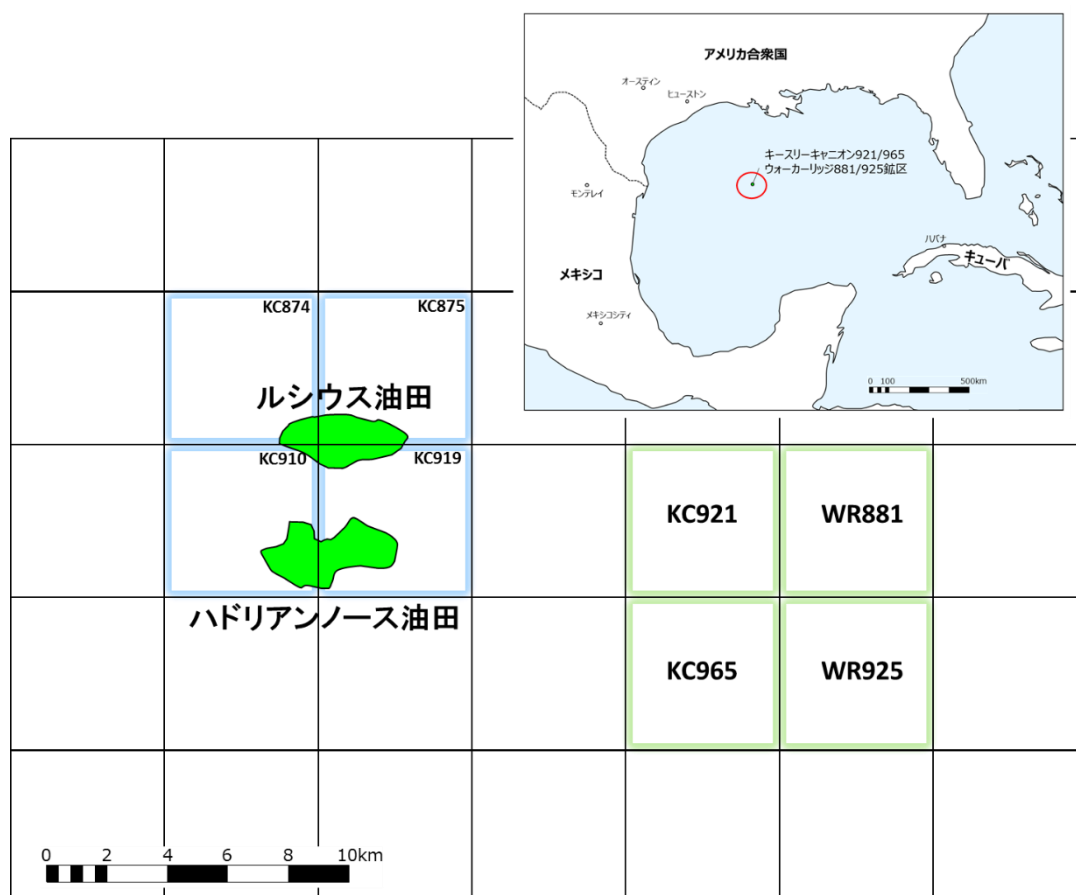 アメリカ合衆国
オースティン
ヒューストン
キースリーキャニオン921/965
ウォーカーリッジ881/925鉱区
モンテレイ
ハバナ
キューバ
メキシコ
メキシコシティ
0 100 500km
KC874
KC875
ルシウス油田
KC910
KC919
ハドリアンノース油田
KC921
WR881
KC965
WR925
0 2 4 6 8 10km